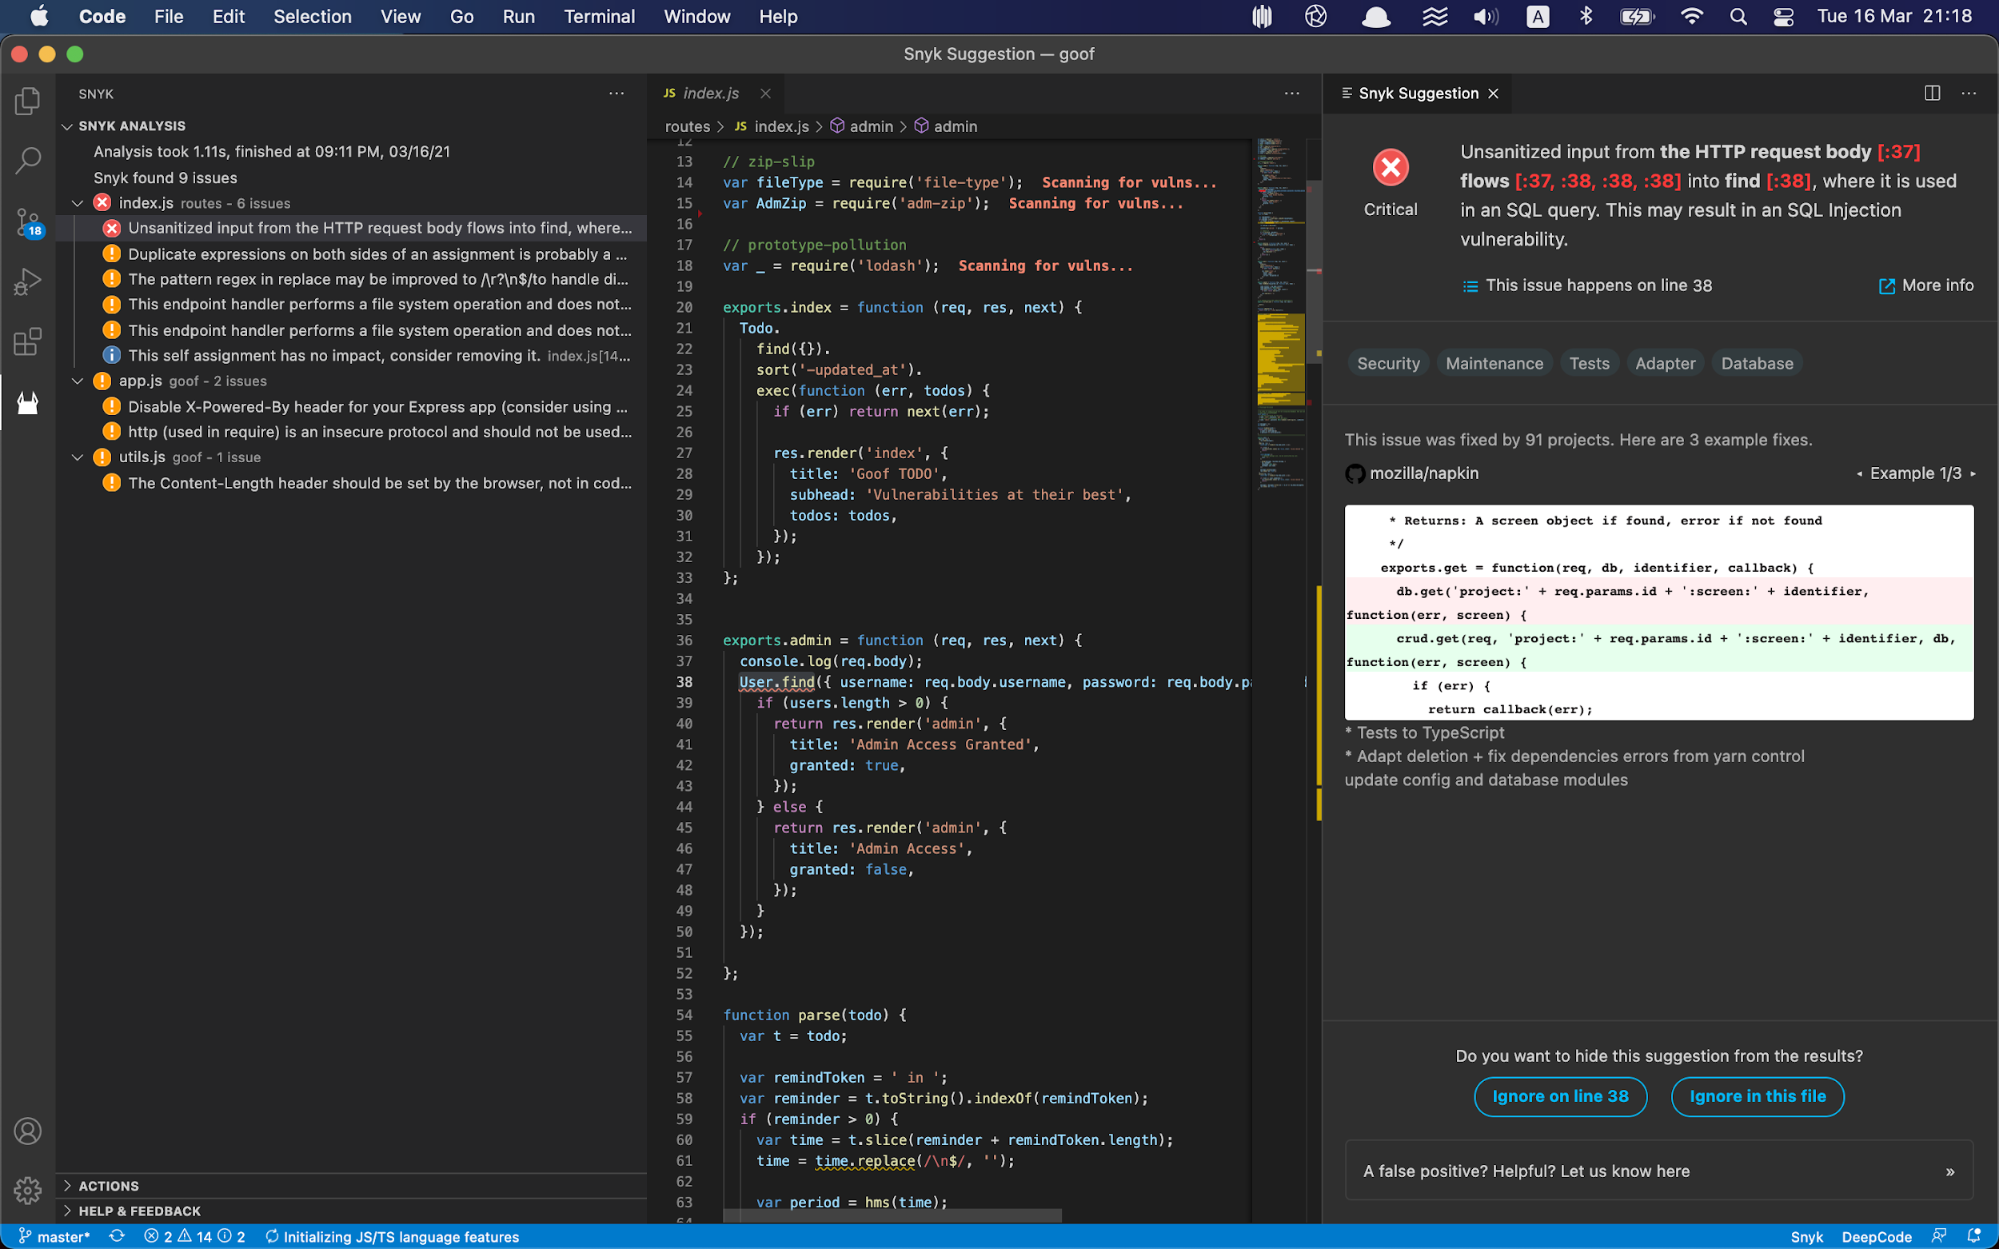 Code File Edit Selection View Go Run Terminal Window Help A Tue 16 Mar 21:18
Snyk Suggestion — goof
SNYK
SNYK ANALYSIS
Analysis took 1.11s, finished at 09:11 PM, 03/16/21
Snyk found 9 issues
index.js routes - 6 issues
Unsanitized input from the HTTP request body flows into find, where...
Duplicate expressions on both sides of an assignment is probably a ...
The pattern regex in replace may be improved to /\r?\n$/to handle di...
This endpoint handler performs a file system operation and does not...
This endpoint handler performs a file system operation and does not...
This self assignment has no impact, consider removing it. index.js[14...
app.js goof - 2 issues
Disable X-Powered-By header for your Express app (consider using ...
http (used in require) is an insecure protocol and should not be used...
utils.js goof - 1 issue
The Content-Length header should be set by the browser, not in cod...
18
ACTIONS
HELP & FEEDBACK
JS index.js
routes > JS index.js > admin > admin
12
13 // zip-slip
14 var fileType = require('file-type'); Scanning for vulns...
15 var AdmZip = require('adm-zip'); Scanning for vulns...
16
17 // prototype-pollution
18 var _ = require('lodash'); Scanning for vulns...
19
20 exports.index = function (req, res, next) {
21 Todo.
22 find({}).
23 sort('-updated_at').
24 exec(function (err, todos) {
25 if (err) return next(err);
26
27 res.render('index', {
28 title: 'Goof TODO',
29 subhead: 'Vulnerabilities at their best',
30 todos: todos,
31 });
32 });
33 };
34
35
36 exports.admin = function (req, res, next) {
37 console.log(req.body);
38 User.find({ username: req.body.username, password: req.body.pa
39 if (users.length > 0) {
40 return res.render('admin', {
41 title: 'Admin Access Granted',
42 granted: true,
43 });
44 } else {
45 return res.render('admin', {
46 title: 'Admin Access',
47 granted: false,
48 });
49 }
50 });
51
52 };
53
54 function parse(todo) {
55 var t = todo;
56
57 var remindToken = ' in ';
58 var reminder = t.toString().indexOf(remindToken);
59 if (reminder > 0) {
60 var time = t.slice(reminder + remindToken.length);
61 time = time.replace(/\n$/, '');
62
63 var period = hms(time);
64
Snyk Suggestion
Critical
Unsanitized input from the HTTP request body [:37]
flows [:37, :38, :38, :38] into find [:38], where it is used
in an SQL query. This may result in an SQL Injection
vulnerability.
This issue happens on line 38 More info
Security Maintenance Tests Adapter Database
This issue was fixed by 91 projects. Here are 3 example fixes.
mozilla/napkin Example 1/3
* Returns: A screen object if found, error if not found
*/
exports.get = function(req, db, identifier, callback) {
db.get('project:' + req.params.id + ':screen:' + identifier,
function(err, screen) {
crud.get(req, 'project:' + req.params.id + ':screen:' + identifier, db,
function(err, screen) {
if (err) {
return callback(err);
* Tests to TypeScript
* Adapt deletion + fix dependencies errors from yarn control
update config and database modules
Do you want to hide this suggestion from the results?
Ignore on line 38 Ignore in this file
A false positive? Helpful? Let us know here »
master* 2 14 2 Initializing JS/TS language features Snyk DeepCode